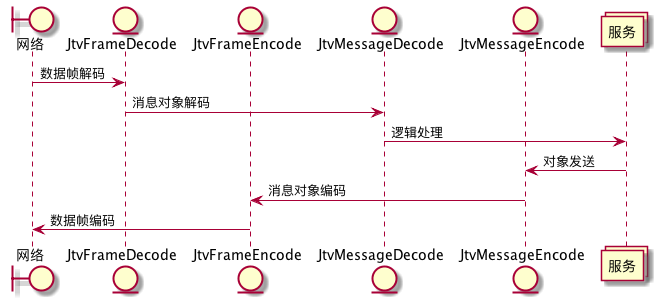 网络 JtvFrameDecode JtvFrameEncode JtvMessageDecode JtvMessageEncode 服务
数据帧解码
消息对象解码
逻辑处理
对象发送
消息对象编码
数据帧编码
网络 JtvFrameDecode JtvFrameEncode JtvMessageDecode JtvMessageEncode 服务